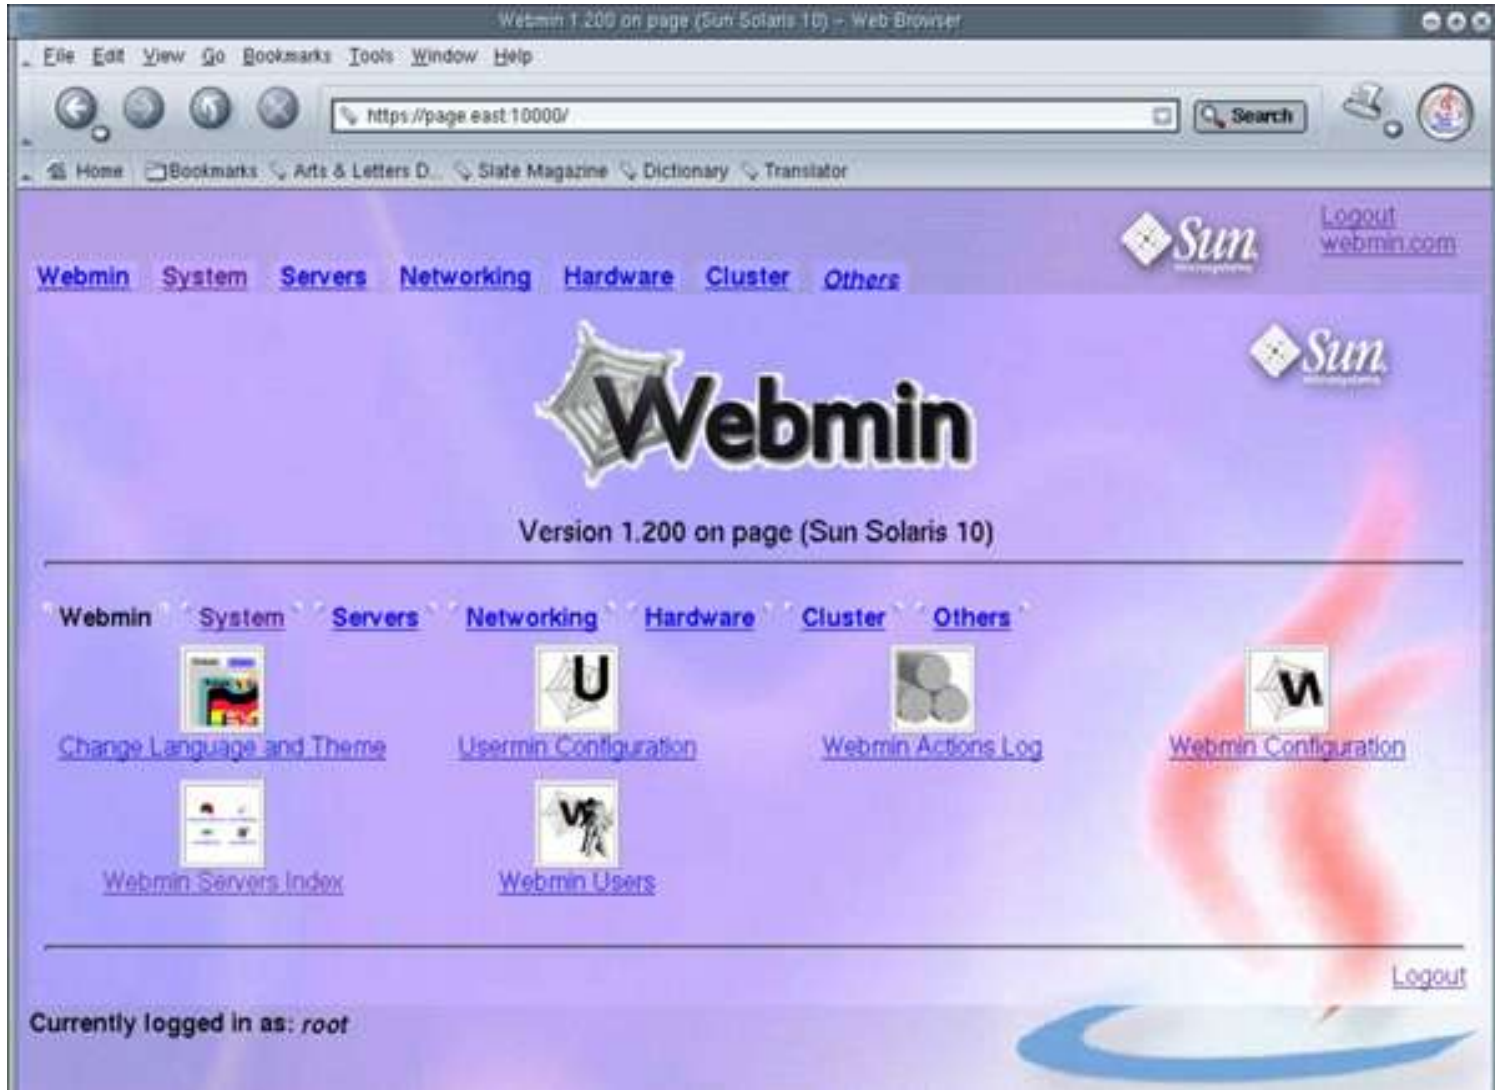 Webmin 1.200 on page (Sun Solaris 10) – Web Browser
File Edit View Go Bookmarks Tools Window Help
https://page.east:10000/
Search
Home Bookmarks Arts & Letters D... Slate Magazine Dictionary Translator
Sun
microsystems
Logout
webmin.com
Webmin System Servers Networking Hardware Cluster Others
Sun
microsystems
Webmin
Version 1.200 on page (Sun Solaris 10)
Webmin System Servers Networking Hardware Cluster Others
U
W
Change Language and Theme Usermin Configuration Webmin Actions Log Webmin Configuration
W
Webmin Servers Index Webmin Users
Logout
Currently logged in as: root